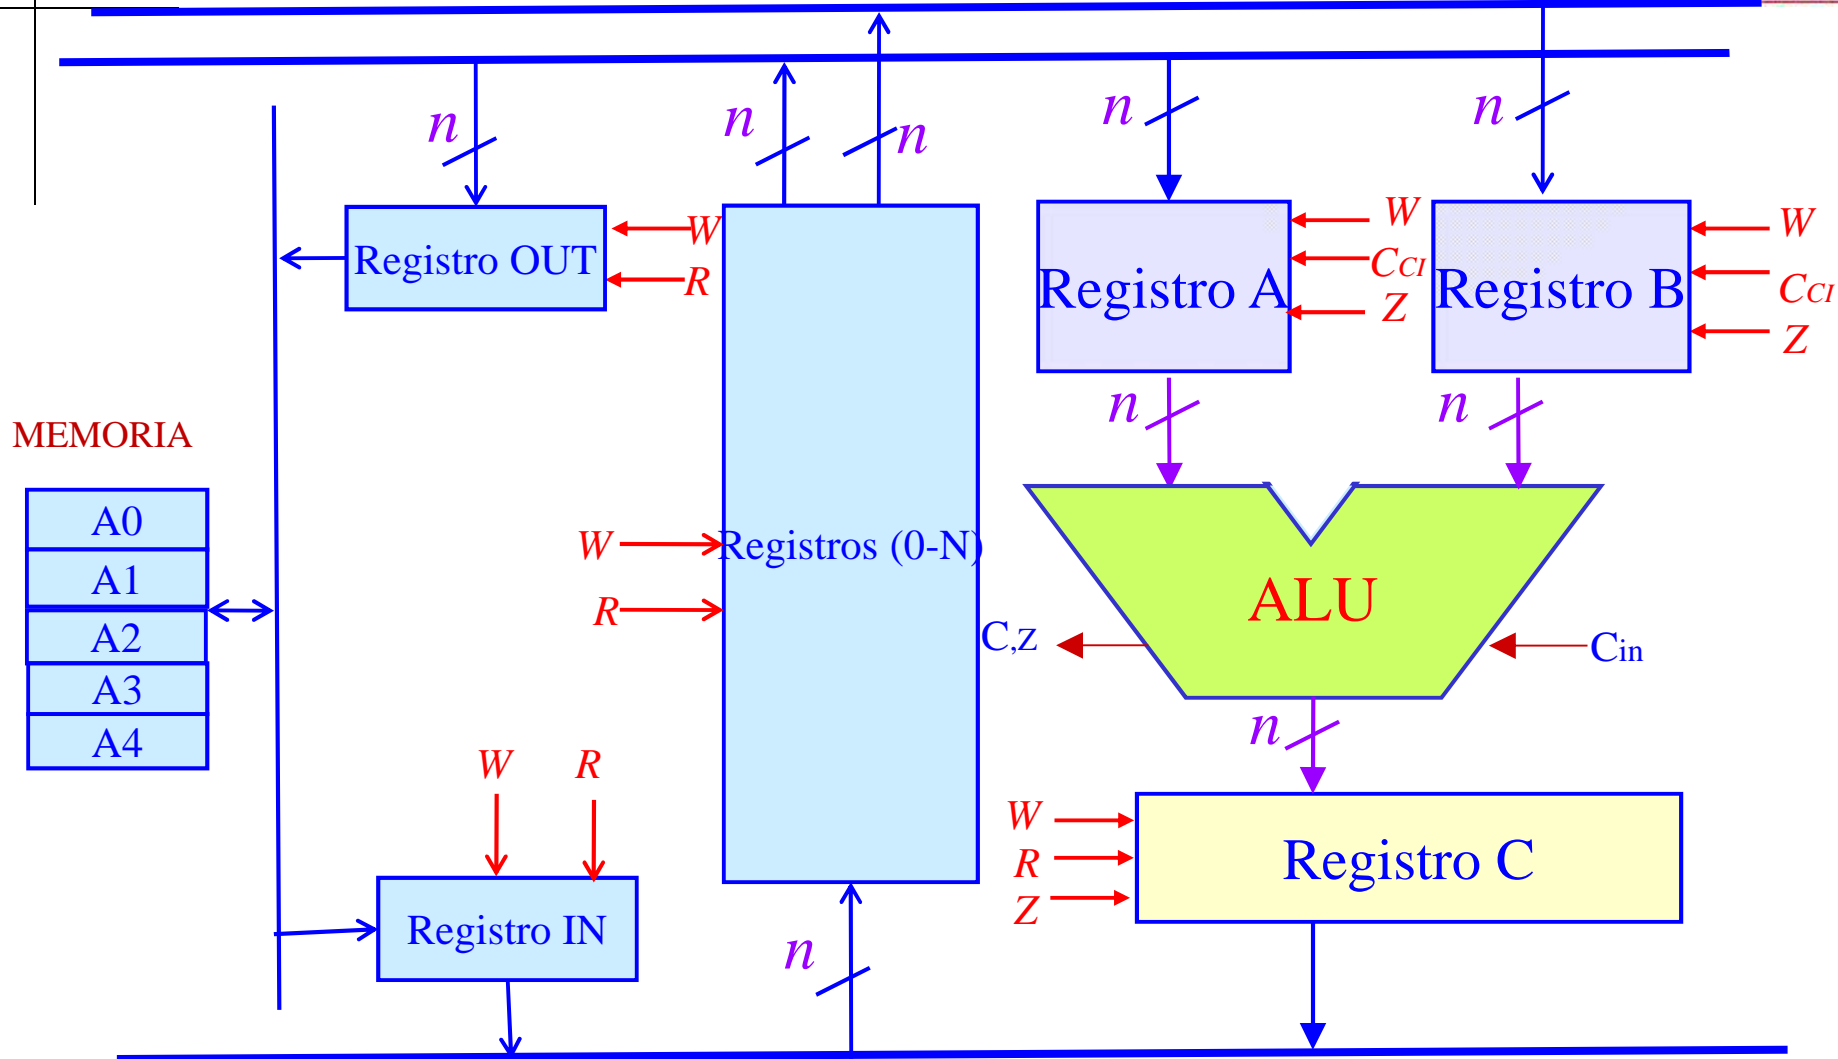 n
n
n
n
n
Registro OUT
W
R
Registro A
W
CCI
Z
Registro B
W
CCI
Z
n
n
MEMORIA
A0
A1
A2
A3
A4
W
R
Registros (0-N)
ALU
C,Z
Cin
n
W
R
Registro IN
W
R
Z
Registro C
n